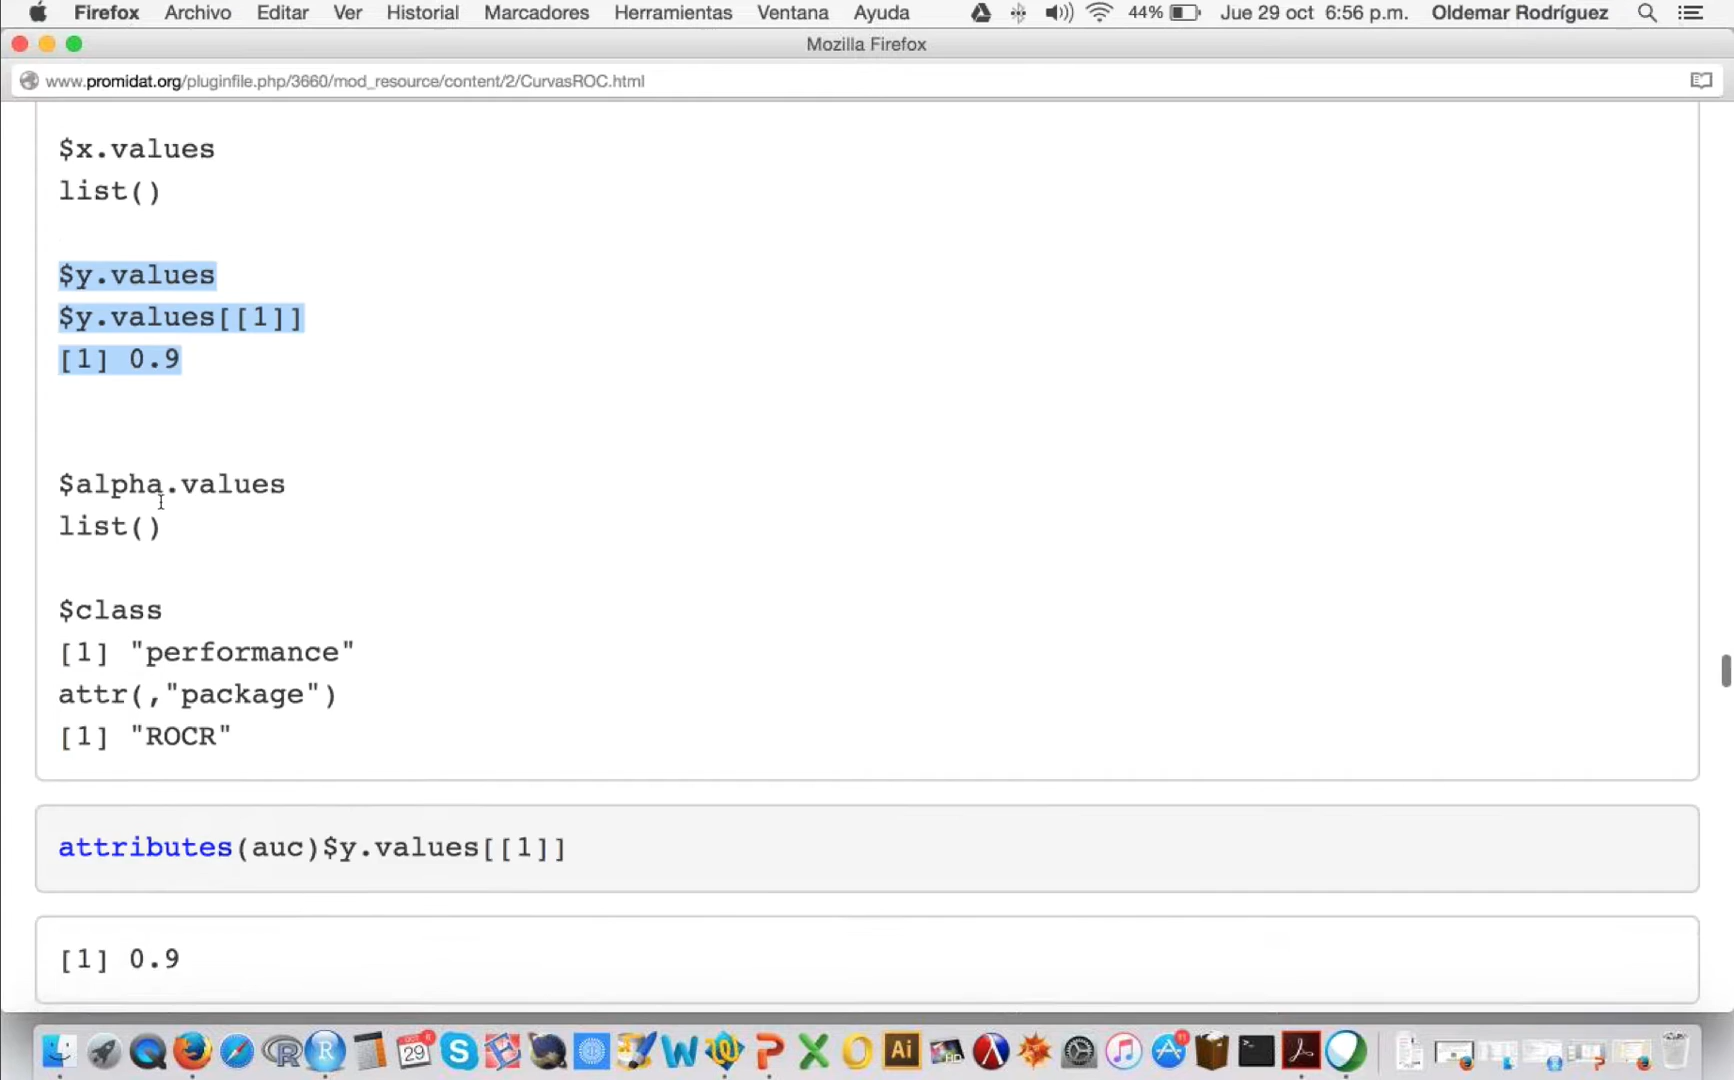 Firefox Archivo Editar Ver Historial Marcadores Herramientas Ventana Ayuda 44% Jue 29 oct 6:56 p.m. Oldemar Rodríguez
Mozilla Firefox
www.promidat.org/pluginfile.php/3660/mod_resource/content/2/CurvasROC.html
$x.values
list()
$y.values
$y.values[[1]]
[1] 0.9
$alpha.values
list()
$class
[1] "performance"
attr(,"package")
[1] "ROCR"
attributes(auc)$y.values[[1]]
[1] 0.9